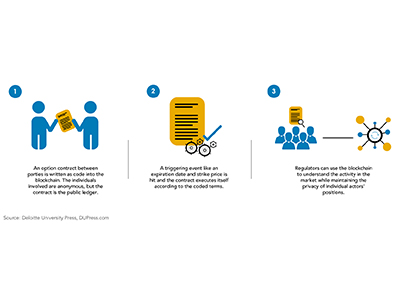 1
An option contract between
parties is written as code into the
blockchain. The individuals
involved are anonymous, but the
contract is the public ledger.
2
A triggering event like an
expiration date and strike price is
hit and the contract executes itself
according to the coded terms.
3
Regulators can use the blockchain
to understand the activity in the
market while maintaining the
privacy of individual actors'
positions.
Source: Deloitte University Press, DUPress.com